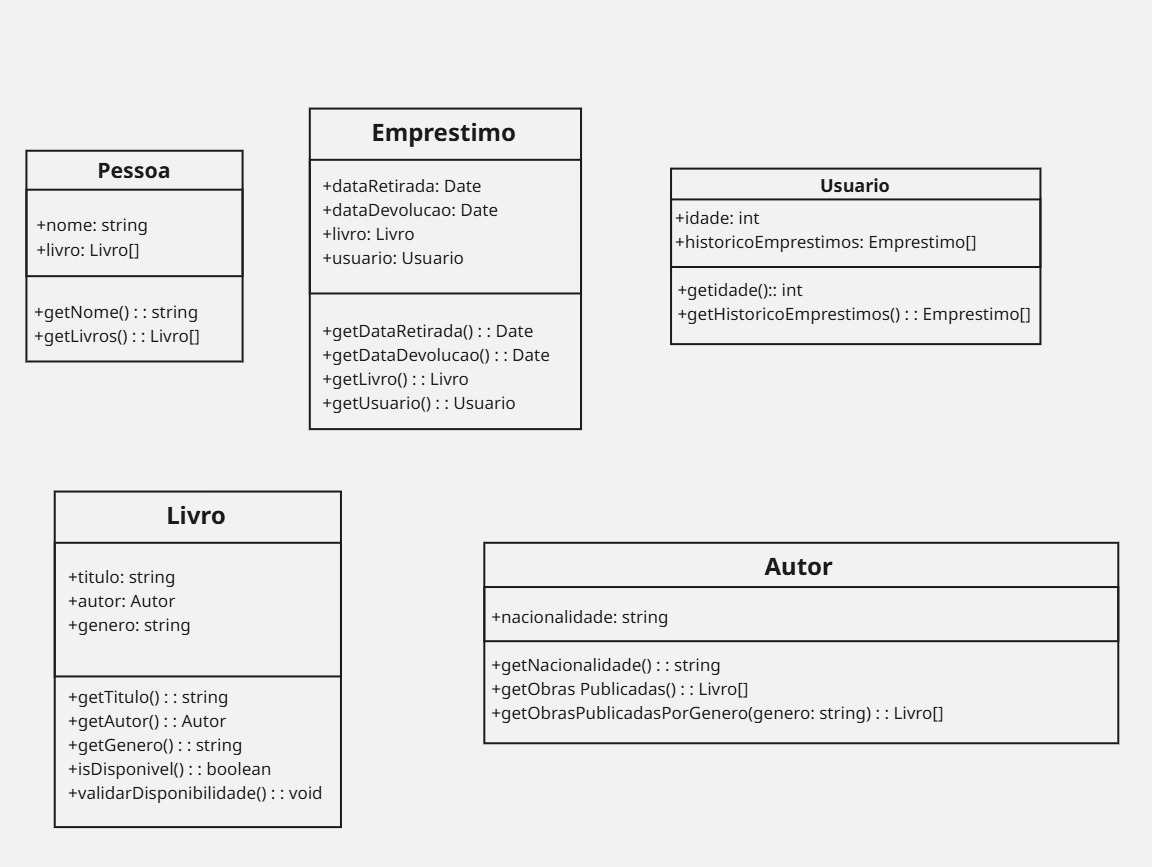 Pessoa
+nome: string
+livro: Livro[]
+getNome() : : string
+getLivros() : : Livro[]
Emprestimo
+dataRetirada: Date
+dataDevolucao: Date
+livro: Livro
+usuario: Usuario
+getDataRetirada() : : Date
+getDataDevolucao() : : Date
+getLivro() : : Livro
+getUsuario() : : Usuario
Usuario
+idade: int
+historicoEmprestimos: Emprestimo[]
+getidade():: int
+getHistoricoEmprestimos() : : Emprestimo[]
Livro
+titulo: string
+autor: Autor
+genero: string
+getTitulo() : : string
+getAutor() : : Autor
+getGenero() : : string
+isDisponivel() : : boolean
+validarDisponibilidade() : : void
Autor
+nacionalidade: string
+getNacionalidade() : : string
+getObras Publicadas() : : Livro[]
+getObrasPublicadasPorGenero(genero: string) : : Livro[]